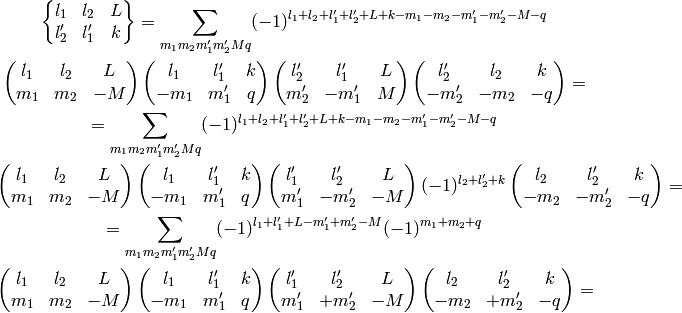 \begin{Bmatrix} l_1 & l_2 & L \\ l_2' & l_1' & k \end{Bmatrix} = \sum_{m_1 m_2 m_1' m_2' M q} (-1)^{l_1+l_2+l_1'+l_2'+L+k-m_1-m_2-m_1'-m_2'-M-q}
\begin{pmatrix} l_1 & l_2 & L \\ m_1 & m_2 & -M \end{pmatrix} \begin{pmatrix} l_1 & l_1' & k \\ -m_1 & m_1' & q \end{pmatrix} \begin{pmatrix} l_2' & l_1' & L \\ m_2' & -m_1' & M \end{pmatrix} \begin{pmatrix} l_2' & l_2 & k \\ -m_2' & -m_2 & -q \end{pmatrix} =
= \sum_{m_1 m_2 m_1' m_2' M q} (-1)^{l_1+l_2+l_1'+l_2'+L+k-m_1-m_2-m_1'-m_2'-M-q}
\begin{pmatrix} l_1 & l_2 & L \\ m_1 & m_2 & -M \end{pmatrix} \begin{pmatrix} l_1 & l_1' & k \\ -m_1 & m_1' & q \end{pmatrix} \begin{pmatrix} l_1' & l_2' & L \\ m_1' & -m_2' & -M \end{pmatrix} (-1)^{l_2+l_2'+k} \begin{pmatrix} l_2 & l_2' & k \\ -m_2 & -m_2' & -q \end{pmatrix} =
= \sum_{m_1 m_2 m_1' m_2' M q} (-1)^{l_1+l_1'+L-m_1'+m_2'-M} (-1)^{m_1+m_2+q}
\begin{pmatrix} l_1 & l_2 & L \\ m_1 & m_2 & -M \end{pmatrix} \begin{pmatrix} l_1 & l_1' & k \\ -m_1 & m_1' & q \end{pmatrix} \begin{pmatrix} l_1' & l_2' & L \\ m_1' & +m_2' & -M \end{pmatrix} \begin{pmatrix} l_2 & l_2' & k \\ -m_2 & +m_2' & -q \end{pmatrix} =